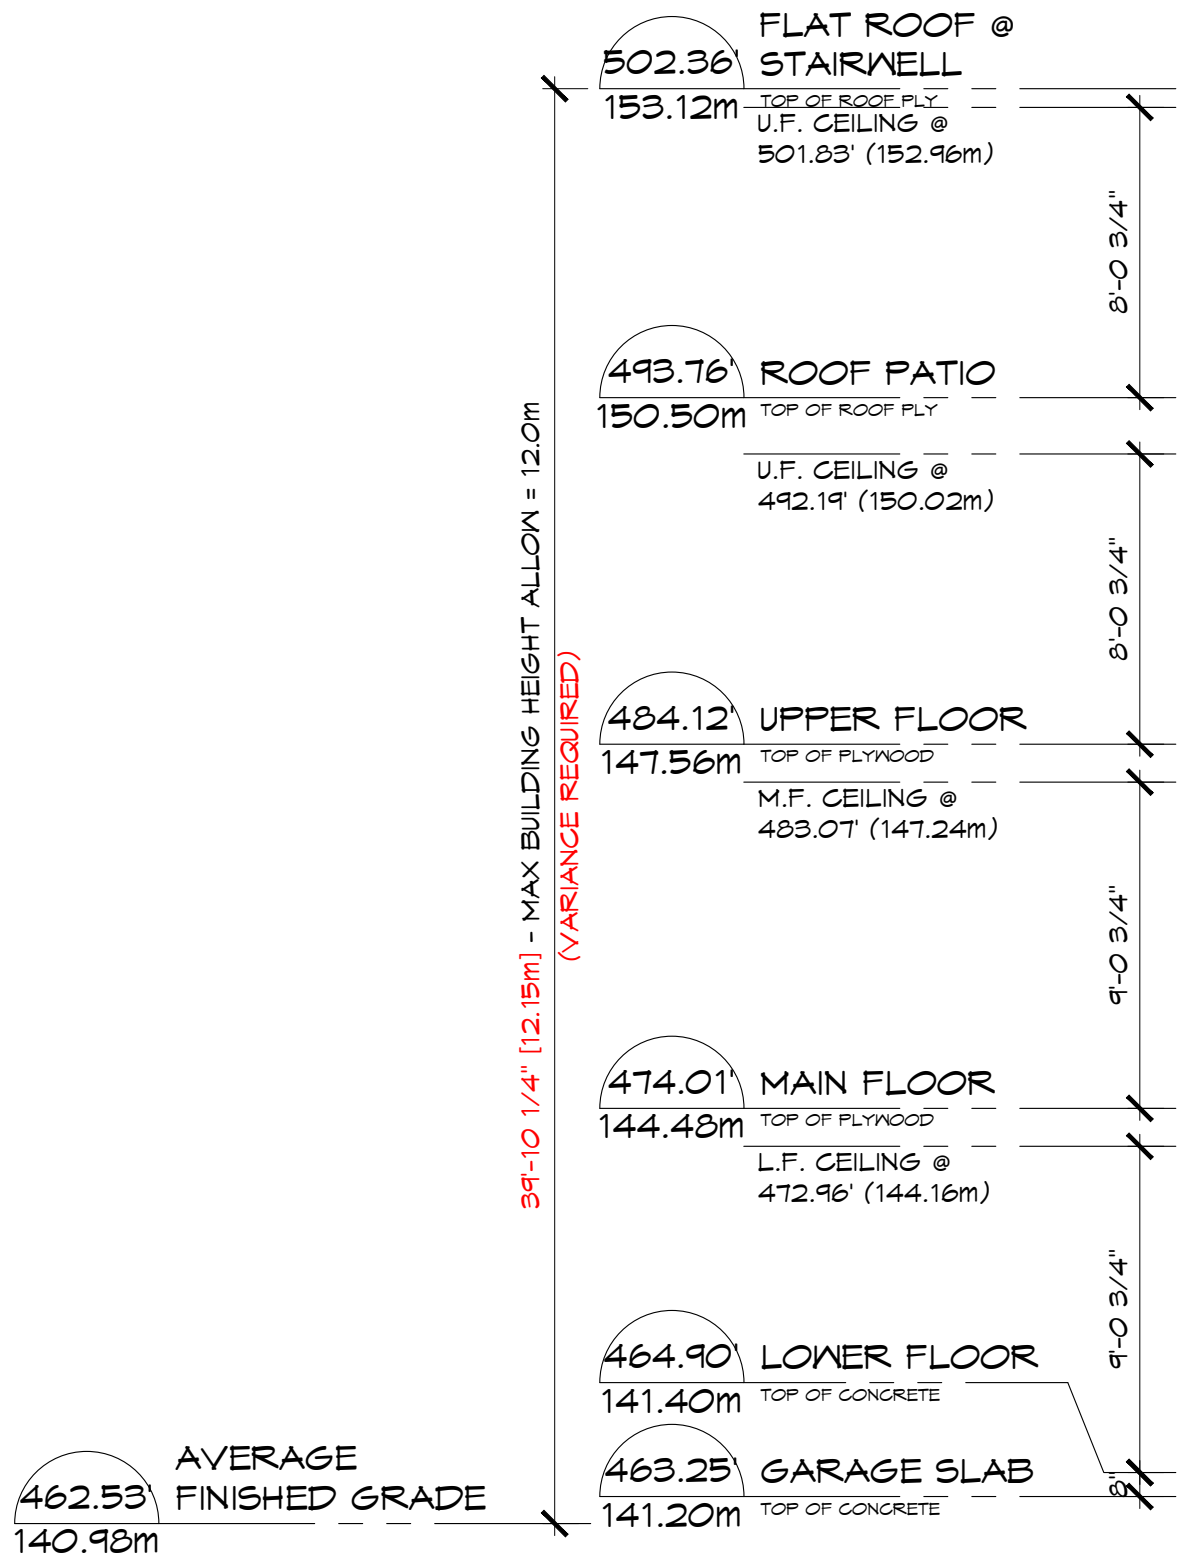 FLAT ROOF @
STAIRWELL
502.36'
153.12m
TOP OF ROOF PLY
U.F. CEILING @
501.83' (152.96m)
8'-0 3/4"
493.76'
ROOF PATIO
150.50m
TOP OF ROOF PLY
U.F. CEILING @
492.19' (150.02m)
8'-0 3/4"
39'-10 1/4" [12.15m] - MAX BUILDING HEIGHT ALLOW = 12.0m
(VARIANCE REQUIRED)
484.12'
UPPER FLOOR
147.56m
TOP OF PLYWOOD
M.F. CEILING @
483.07' (147.24m)
9'-0 3/4"
474.01'
MAIN FLOOR
144.48m
TOP OF PLYWOOD
L.F. CEILING @
472.96' (144.16m)
9'-0 3/4"
464.90'
LOWER FLOOR
141.40m
TOP OF CONCRETE
463.25'
GARAGE SLAB
141.20m
TOP OF CONCRETE
8"
AVERAGE
FINISHED GRADE
462.53'
140.98m